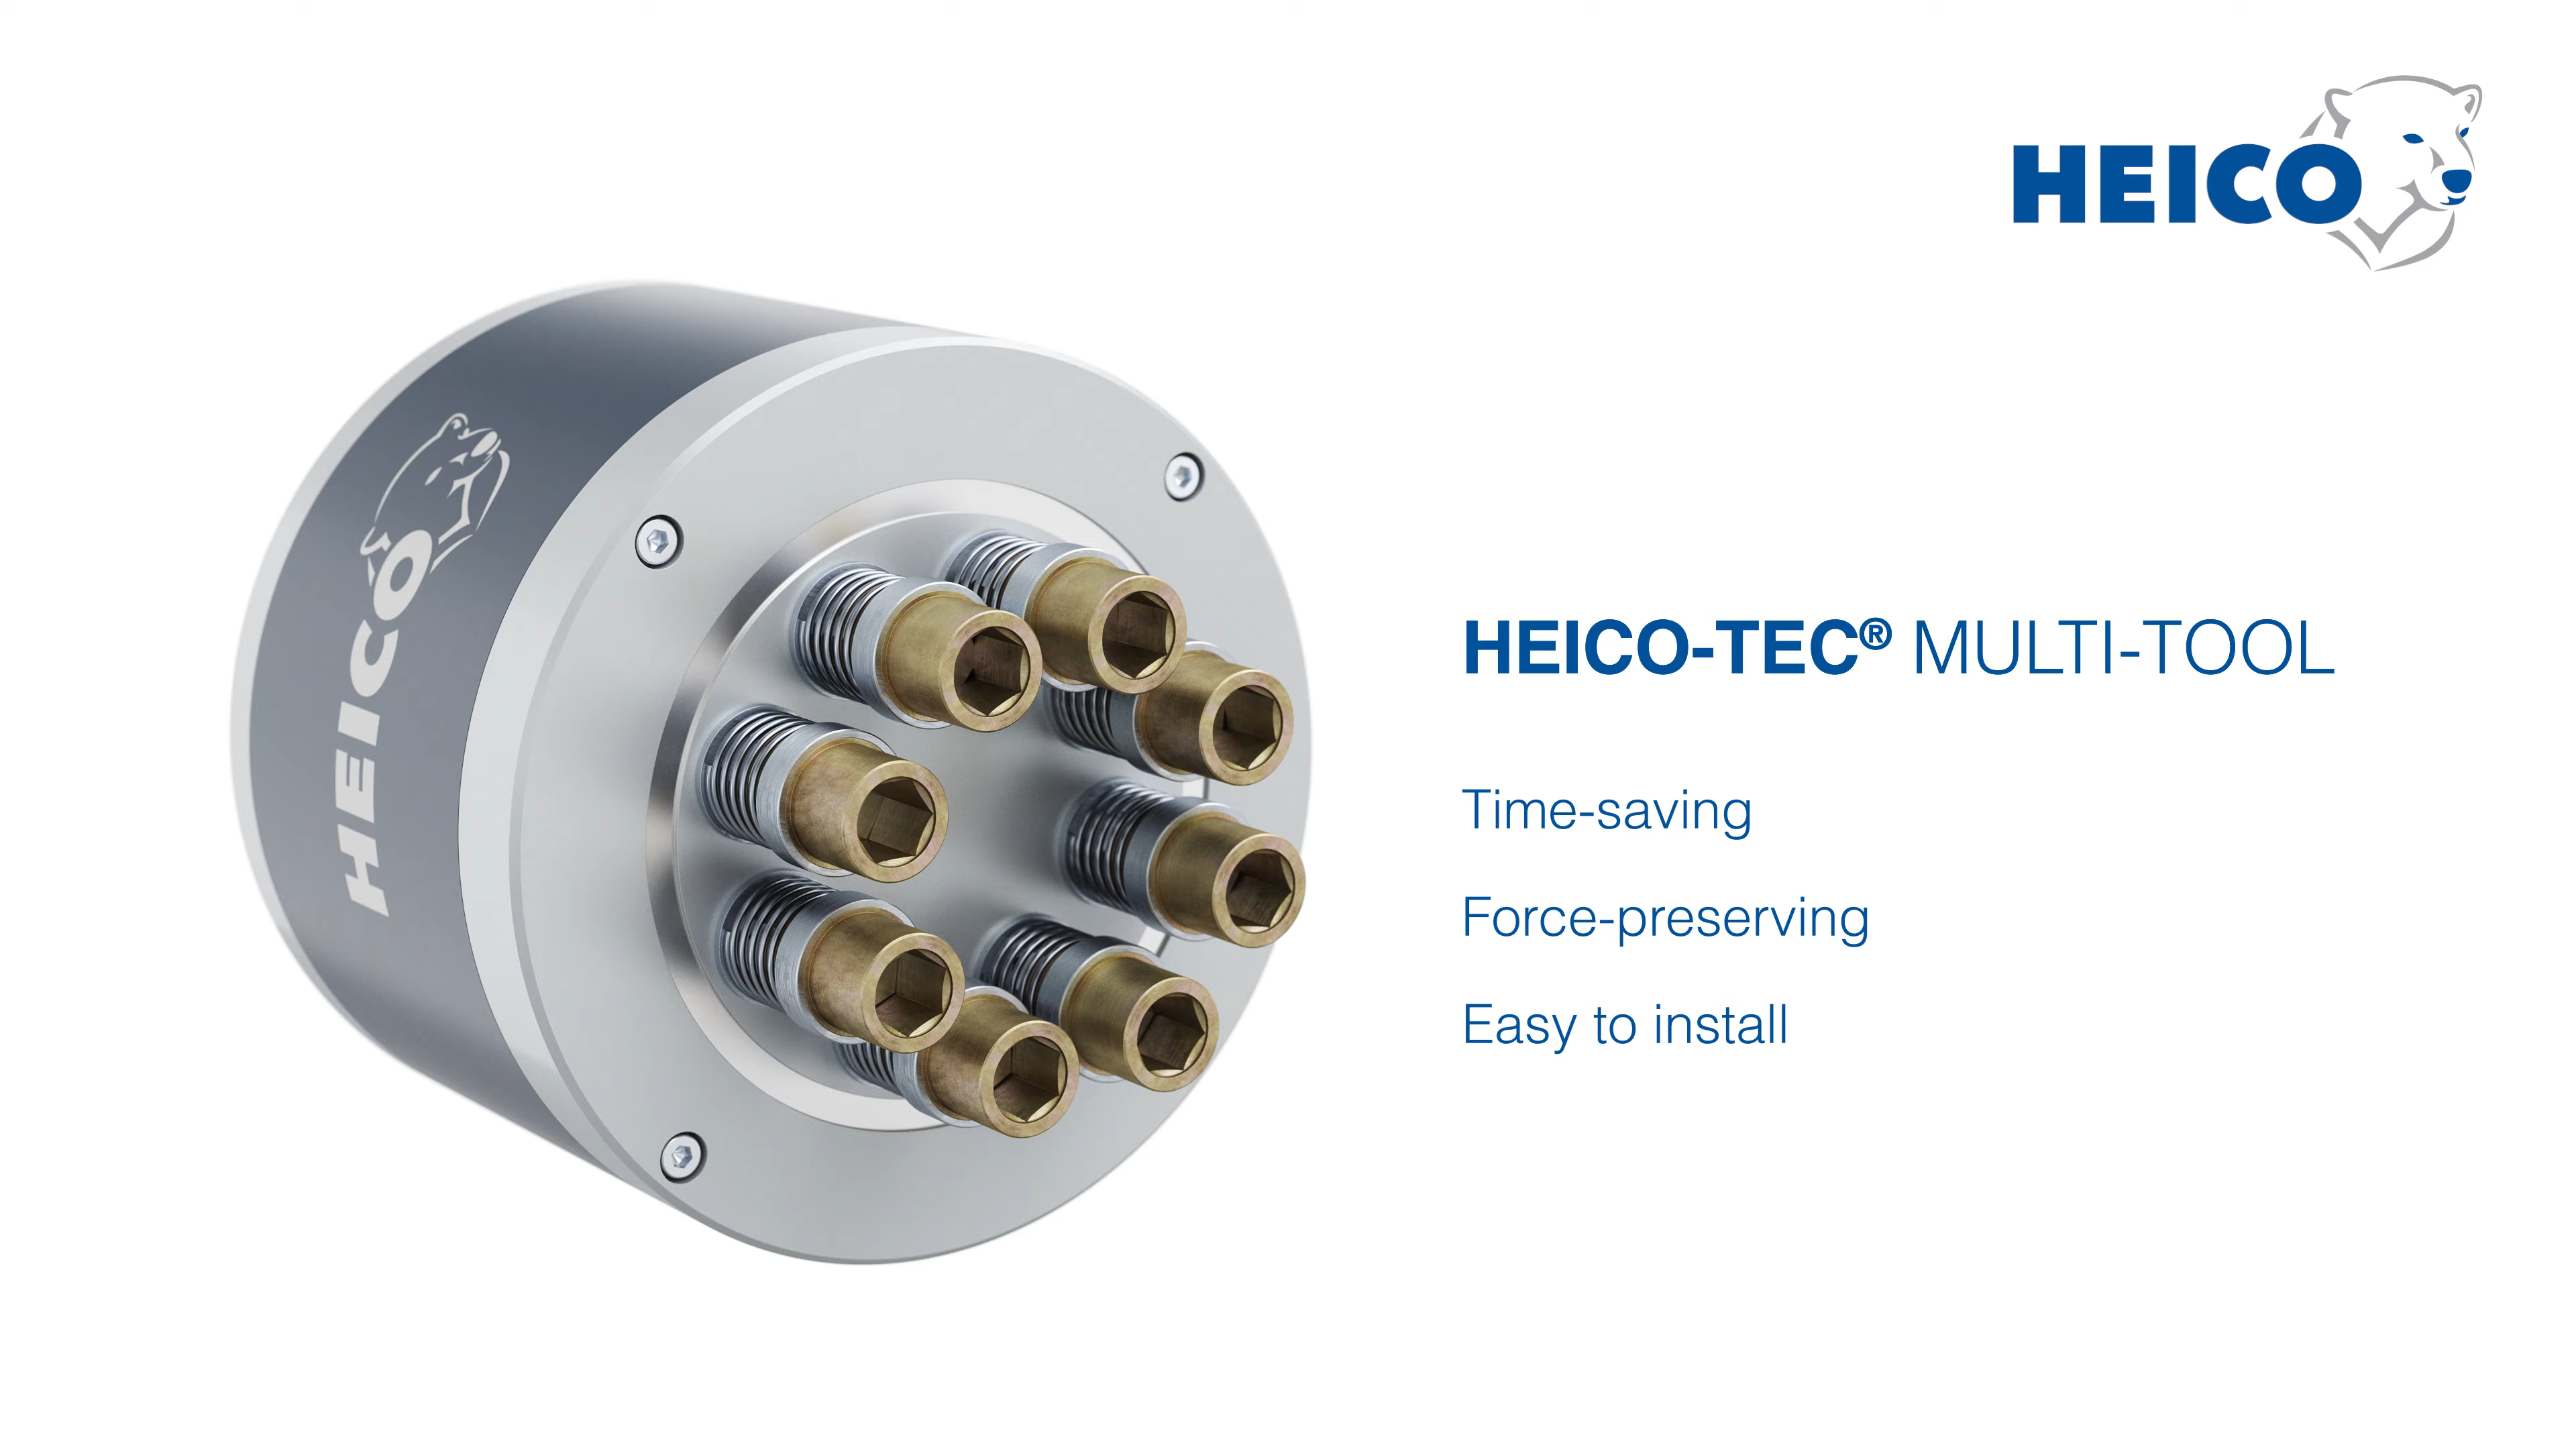 HEICO
HEICO
HEICO-TEC® MULTI-TOOL
Time-saving
Force-preserving
Easy to install